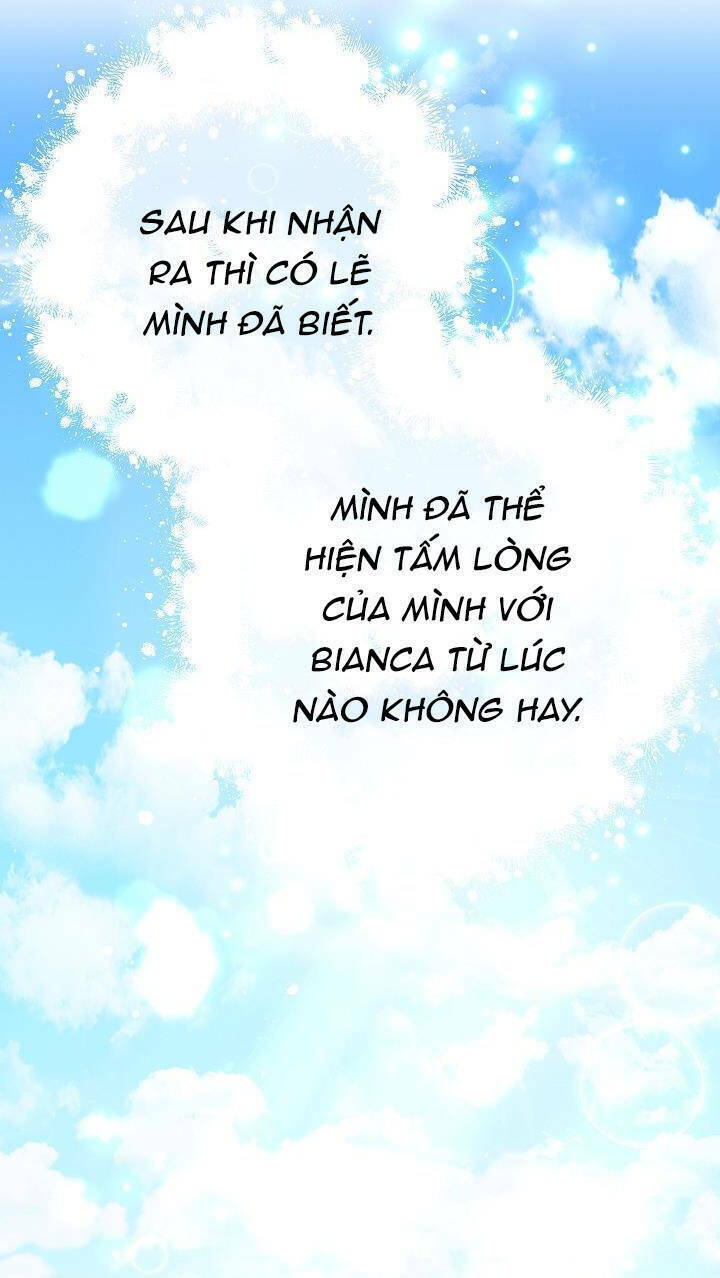 SAU KHI NHẬN
RA THÌ CÓ LẼ
MÌNH ĐÃ BIẾT.
MÌNH ĐÃ THỂ
HIỆN TẤM LÒNG
CỦA MÌNH VỚI
BIANCA TỪ LÚC
NÀO KHÔNG HAY.